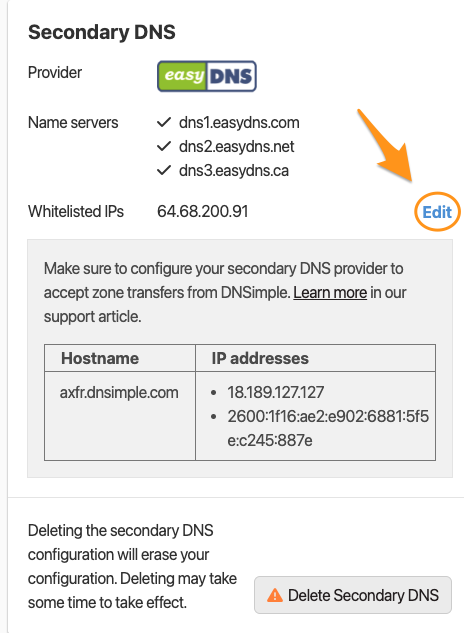 Secondary DNS
Provider
easyDNS
Name servers
dns1.easydns.com
dns2.easydns.net
dns3.easydns.ca
Whitelisted IPs 64.68.200.91 Edit
Make sure to configure your secondary DNS provider to
accept zone transfers from DNSimple. Learn more in our
support article.
Hostname IP addresses
axfr.dnsimple.com
18.189.127.127
2600:1f16:ae2:e902:6881:5f5
e:c245:887e
Deleting the secondary DNS
configuration will erase your
configuration. Deleting may take
some time to take effect.
Delete Secondary DNS